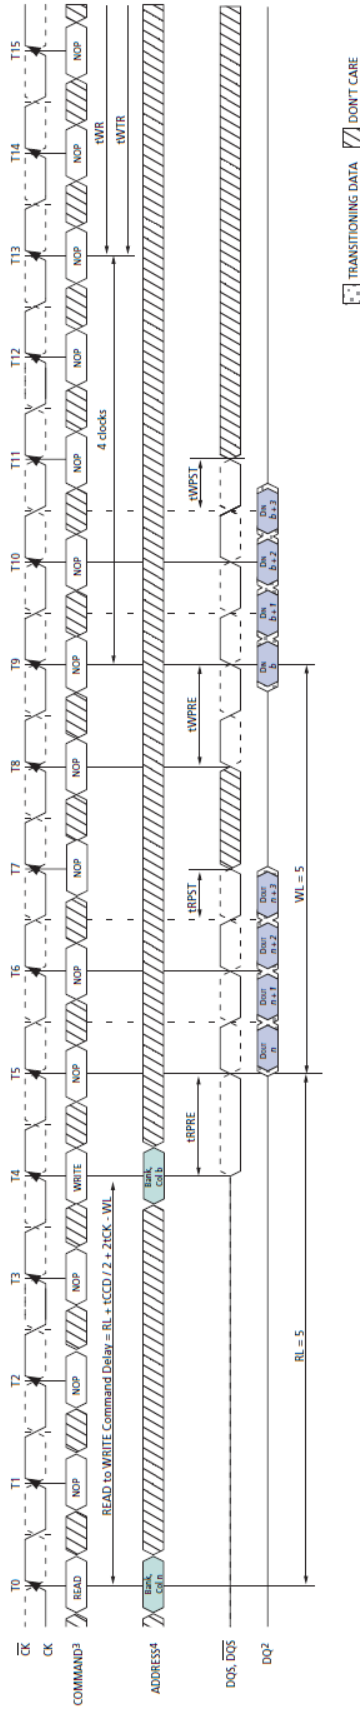 T0 T1 T2 T3 T4 T5 T6 T7 T8 T9 T10 T11 T12 T13 T14 T15
CK
CK
COMMAND3 READ NOP NOP NOP WRITE NOP NOP NOP NOP NOP NOP NOP NOP NOP NOP NOP
READ to WRITE Command Delay = RL + tCCD / 2 + 2tCK - WL
4 clocks
tWR
tWTR
ADDRESS4 Bank, Col n Bank, Col b
tRPRE tRPST tWPRE tWPST
DQS, DQS
DQ2 DOUT n DOUT n + 1 DOUT n + 2 DOUT n + 3 DIN b DIN b + 1 DIN b + 2 DIN b + 3
RL = 5 WL = 5
TRANSITIONING DATA DON'T CARE